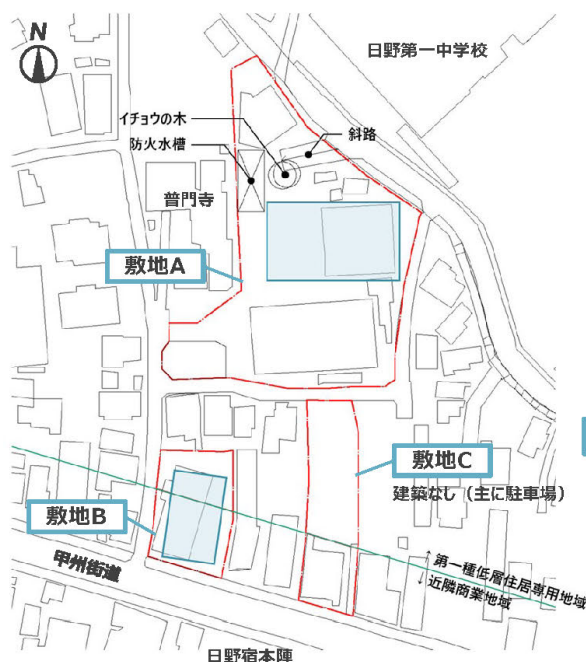 N
日野第一中学校
イチョウの木
斜路
防火水槽
普門寺
敷地A
敷地C
建築なし（主に駐車場）
敷地B
↑第一種低層住居専用地域
↓近隣商業地域
甲州街道
日野宿本陣